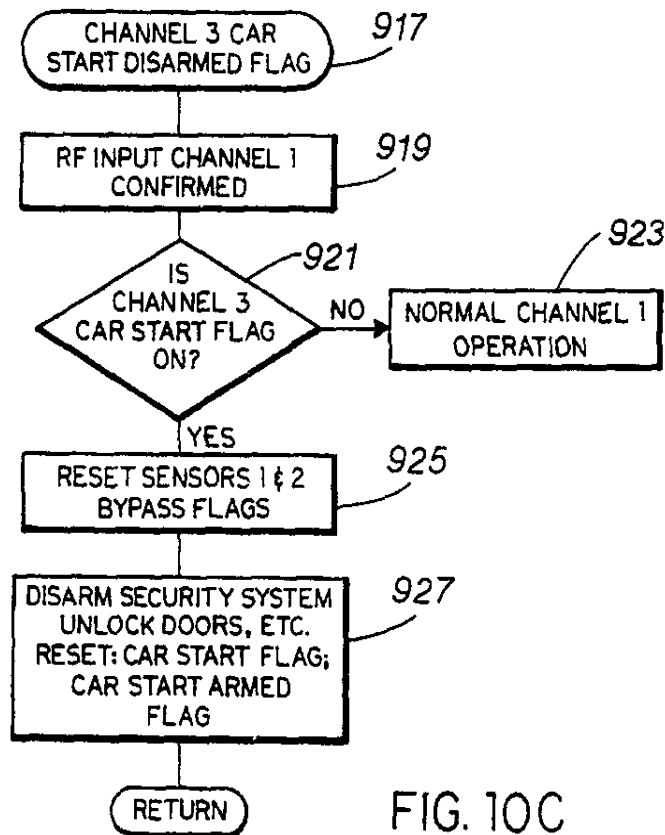 CHANNEL 3 CAR
START DISARMED FLAG
917
RF INPUT CHANNEL 1
CONFIRMED
919
IS
CHANNEL 3
CAR START FLAG
ON?
921
NO
NORMAL CHANNEL 1
OPERATION
923
YES
RESET SENSORS 1 & 2
BYPASS FLAGS
925
DISARM SECURITY SYSTEM
UNLOCK DOORS, ETC.
RESET: CAR START FLAG;
CAR START ARMED
FLAG
927
RETURN
FIG. 10C